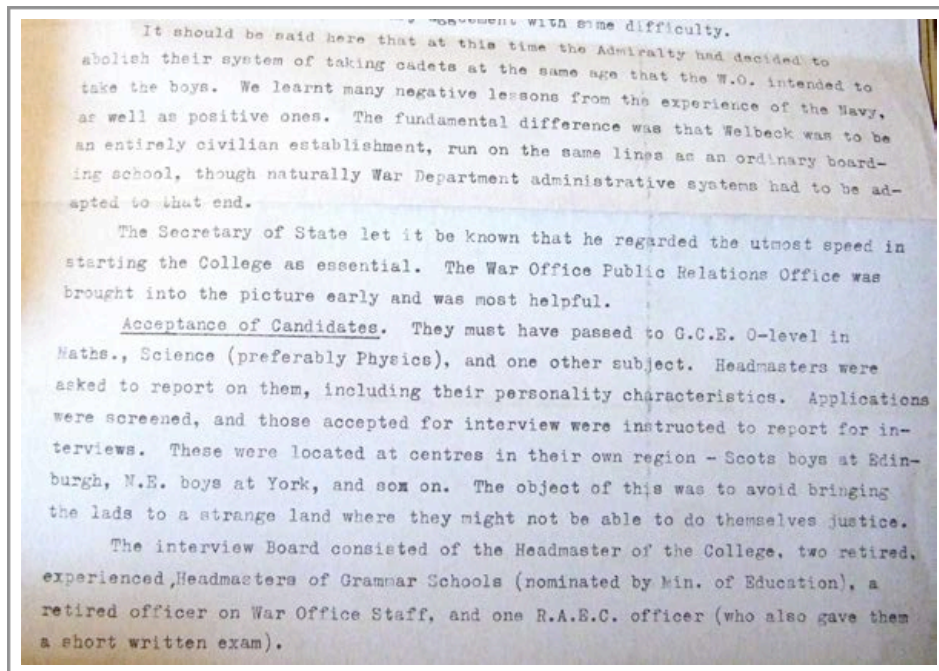 agreement with some difficulty.
It should be said here that at this time the Admiralty had decided to
abolish their system of taking cadets at the same age that the W.O. intended to
take the boys. We learnt many negative lessons from the experience of the Navy,
as well as positive ones. The fundamental difference was that Welbeck was to be
an entirely civilian establishment, run on the same lines as an ordinary board-
ing school, though naturally War Department administrative systems had to be ad-
apted to that end.
The Secretary of State let it be known that he regarded the utmost speed in
starting the College as essential. The War Office Public Relations Office was
brought into the picture early and was most helpful.
Acceptance of Candidates. They must have passed to G.C.E. O-level in
Maths., Science (preferably Physics), and one other subject. Headmasters were
asked to report on them, including their personality characteristics. Applications
were screened, and those accepted for interview were instructed to report for in-
terviews. These were located at centres in their own region - Scots boys at Edin-
burgh, N.E. boys at York, and sox on. The object of this was to avoid bringing
the lads to a strange land where they might not be able to do themselves justice.
The interview Board consisted of the Headmaster of the College, two retired,
experienced,Headmasters of Grammar Schools (nominated by Min. of Education), a
retired officer on War Office Staff, and one R.A.E.C. officer (who also gave them
a short written exam).